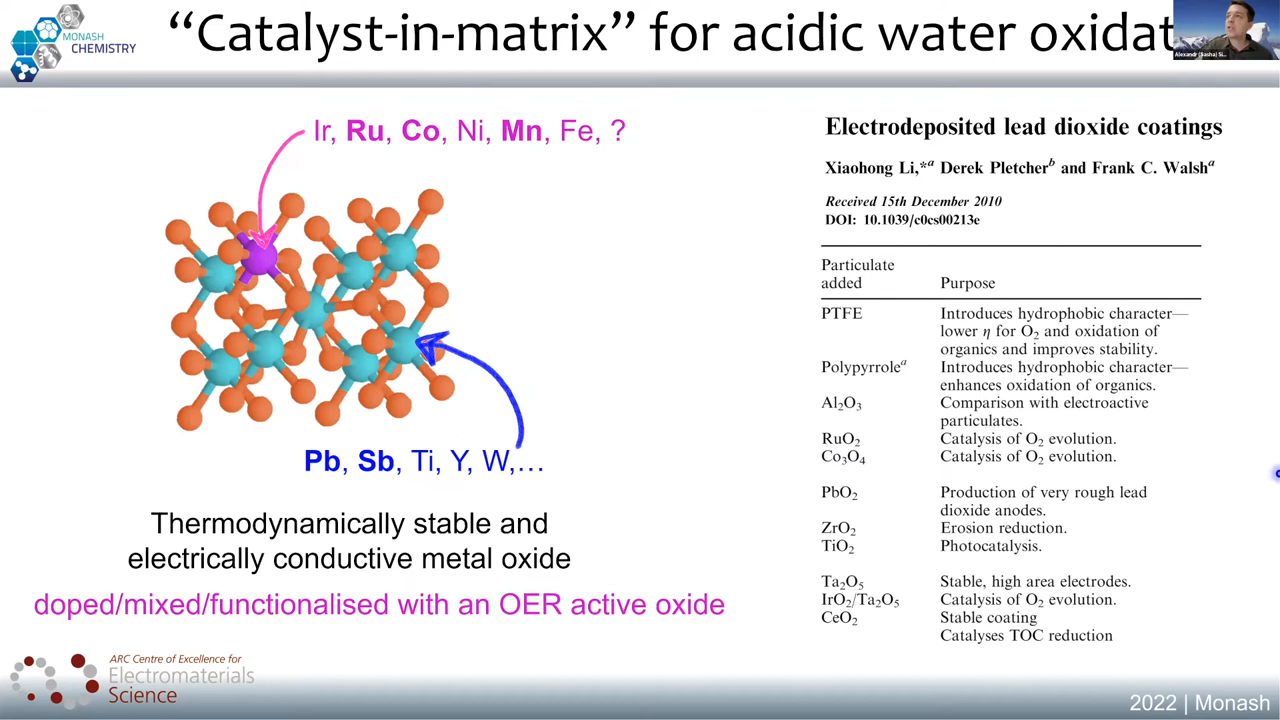 MONASH
CHEMISTRY
“Catalyst-in-matrix” for acidic water oxidat
Ir, Ru, Co, Ni, Mn, Fe, ?
Pb, Sb, Ti, Y, W,...
Thermodynamically stable and
electrically conductive metal oxide
doped/mixed/functionalised with an OER active oxide
ARC Centre of Excellence for
Electromaterials
Science
Alexandr (Sasha) Si...
Electrodeposited lead dioxide coatings
Xiaohong Li,*ᵃ Derek Pletcherᵇ and Frank C. Walshᵃ
Received 15th December 2010
DOI: 10.1039/c0cs00213e
Particulate
added Purpose
PTFE Introduces hydrophobic character—
lower η for O₂ and oxidation of
organics and improves stability.
Polypyrroleᵃ Introduces hydrophobic character—
enhances oxidation of organics.
Al₂O₃ Comparison with electroactive
particulates.
RuO₂ Catalysis of O₂ evolution.
Co₃O₄ Catalysis of O₂ evolution.
PbO₂ Production of very rough lead
dioxide anodes.
ZrO₂ Erosion reduction.
TiO₂ Photocatalysis.
Ta₂O₅ Stable, high area electrodes.
IrO₂/Ta₂O₅ Catalysis of O₂ evolution.
CeO₂ Stable coating
Catalyses TOC reduction
2022 | Monash